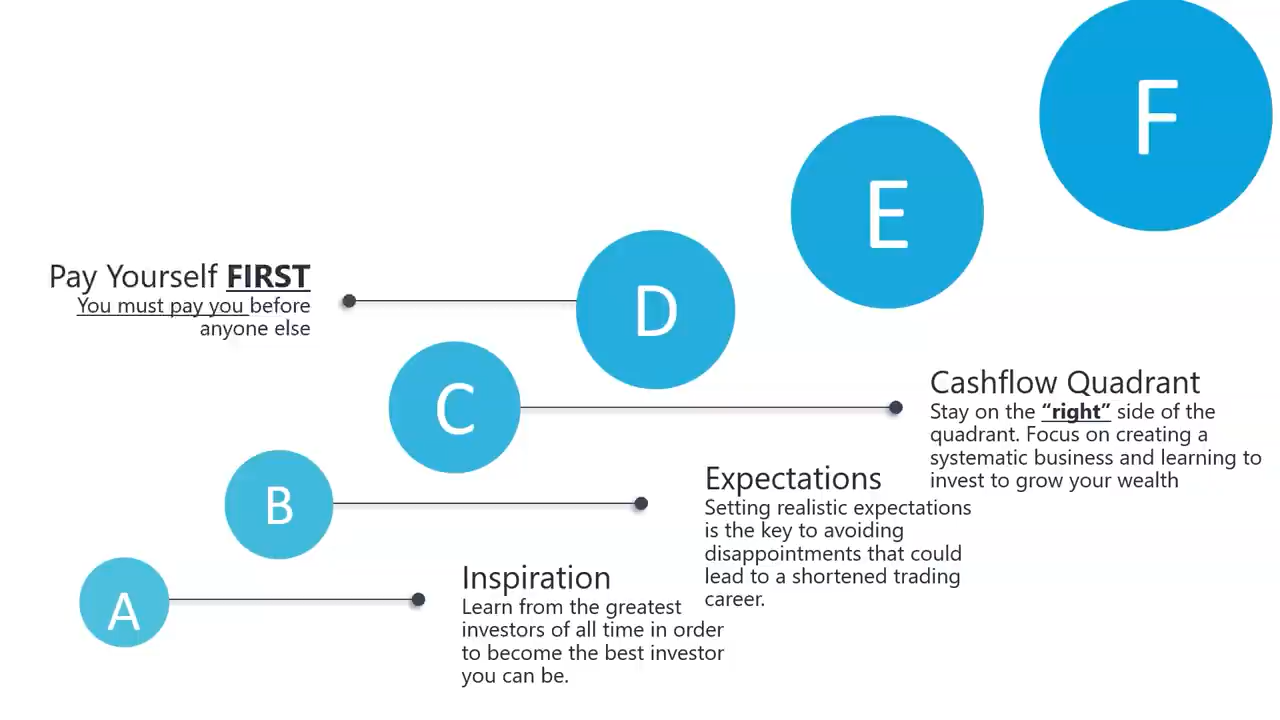 F
E
Pay Yourself FIRST
You must pay you before
anyone else
D
C
Cashflow Quadrant
Stay on the “right” side of the
quadrant. Focus on creating a
systematic business and learning to
invest to grow your wealth
B
Expectations
Setting realistic expectations
is the key to avoiding
disappointments that could
lead to a shortened trading
career.
A
Inspiration
Learn from the greatest
investors of all time in order
to become the best investor
you can be.